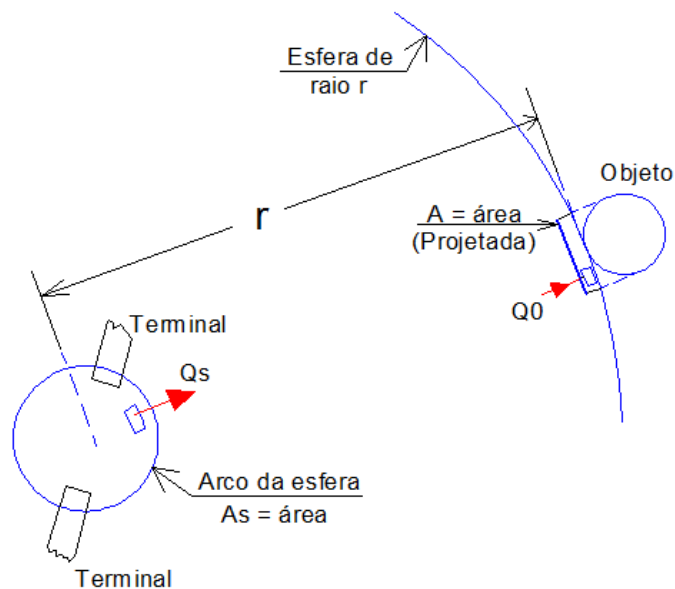 Esfera de
raio r
Objeto
A = área
(Projetada)
r
Q0
Terminal
Qs
Arco da esfera
As = área
Terminal